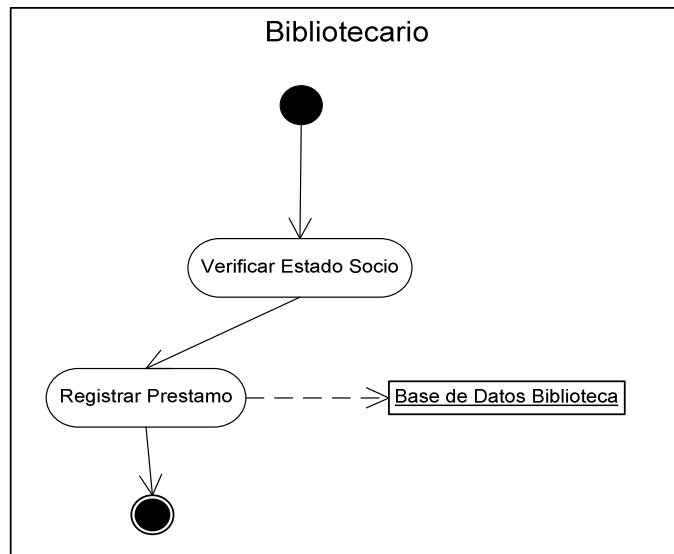 Bibliotecario
Verificar Estado Socio
Registrar Prestamo
Base de Datos Biblioteca